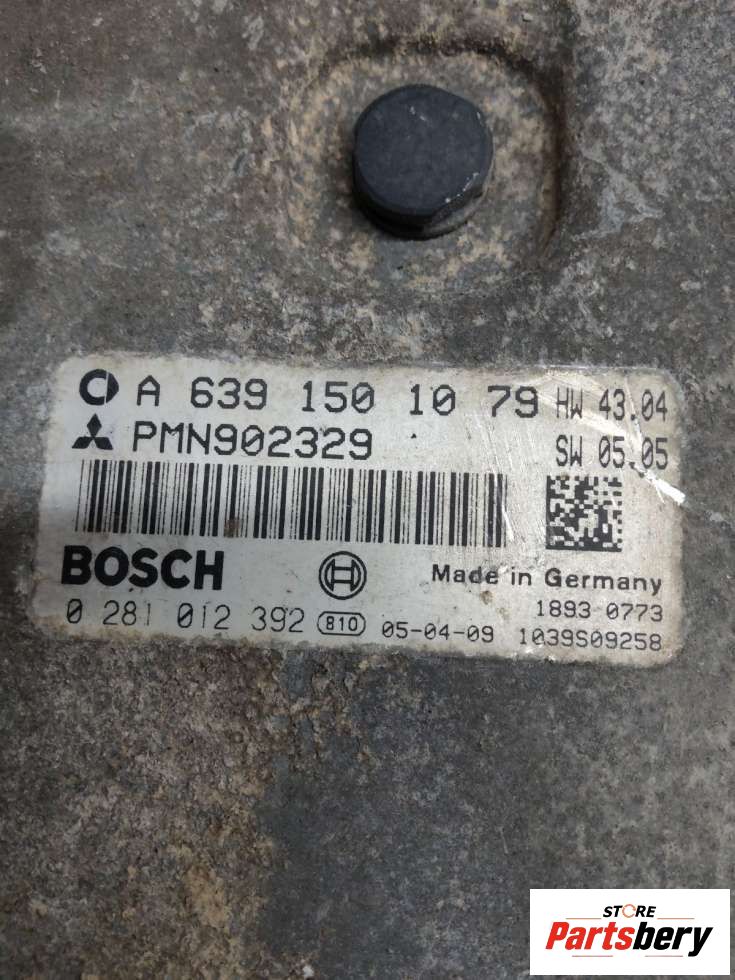 A 639 150 10 79 HW 43.04
PMN902329 SW 05.05
BOSCH Made in Germany
1893 0773
0 281 012 392 810 05-04-09 1039S09258
STORE
Partsbery